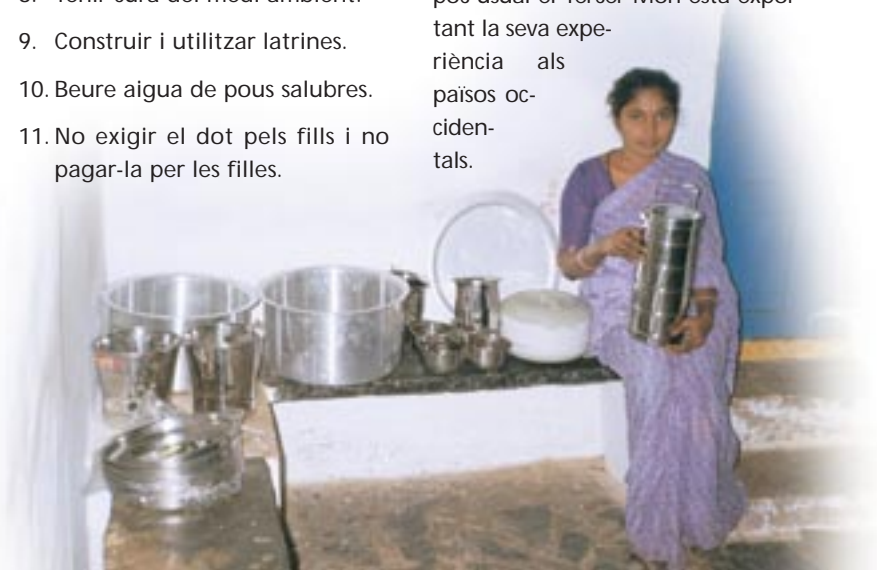 9. Construir i utilitzar latrines.
10. Beure aigua de pous salubres.
11. No exigir el dot pels fills i no
pagar-la per les filles.
tant la seva expe-
riència als
països oc-
ciden-
tals.